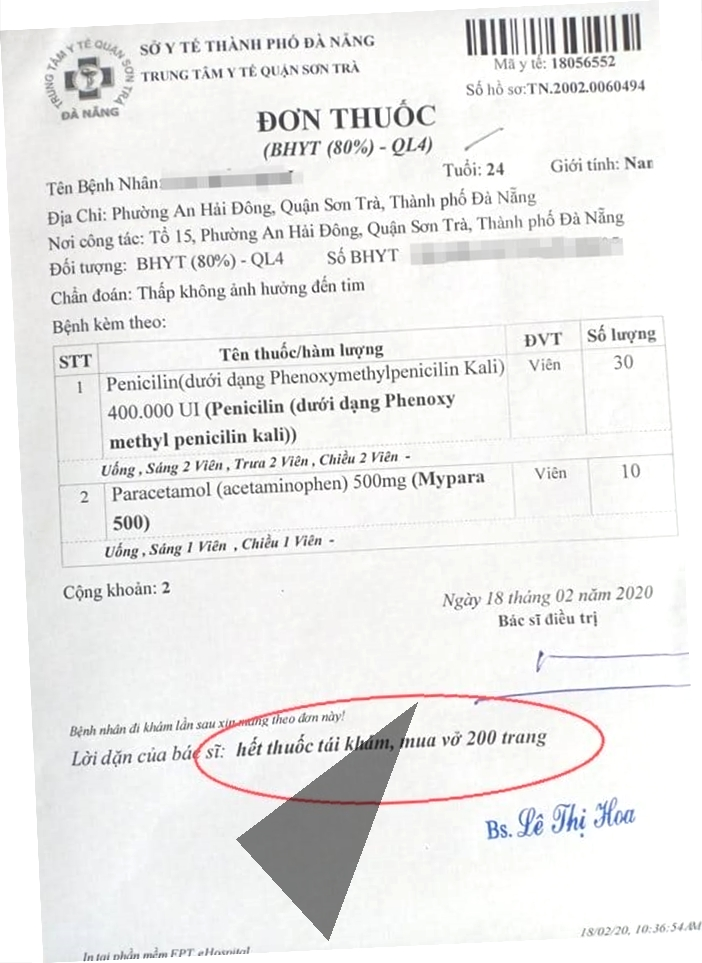 SỞ Y TẾ THÀNH PHỐ ĐÀ NẴNG
TRUNG TÂM Y TẾ QUẬN SƠN TRÀ
TRUNG TÂM Y TẾ QUẬN SƠN TRÀ
ĐÀ NẴNG
Mã y tế: 18056552
Số hồ sơ:TN.2002.0060494
ĐƠN THUỐC
(BHYT (80%) - QL4)
Tên Bệnh Nhân: Tuổi: 24 Giới tính:
Địa Chỉ: Phường An Hải Đông, Quận Sơn Trà, Thành phố Đà Nẵng
Nơi công tác: Tổ 15, Phường An Hải Đông, Quận Sơn Trà, Thành phố Đà Nẵng
Đối tượng: BHYT (80%) - QL4 Số BHYT
Chẩn đoán: Thấp không ảnh hưởng đến tim
Bệnh kèm theo:
STT Tên thuốc/hàm lượng ĐVT Số lượng
1 Penicilin(dưới dạng Phenoxymethylpenicilin Kali) Viên 30
400.000 UI (Penicilin (dưới dạng Phenoxy
methyl penicilin kali))
Uống , Sáng 2 Viên , Trưa 2 Viên , Chiều 2 Viên -
2 Paracetamol (acetaminophen) 500mg (Mypara Viên 10
500)
Uống , Sáng 1 Viên , Chiều 1 Viên -
Cộng khoản: 2
Ngày 18 tháng 02 năm 2020
Bác sĩ điều trị
Bệnh nhân đi khám lần sau xin mang theo đơn này!
Lời dặn của bác sĩ: hết thuốc tái khám, mua vở 200 trang
Bs. Lê Thị Hoa
18/02/20, 10:36:54AM
In tại phần mềm FPT eHospital